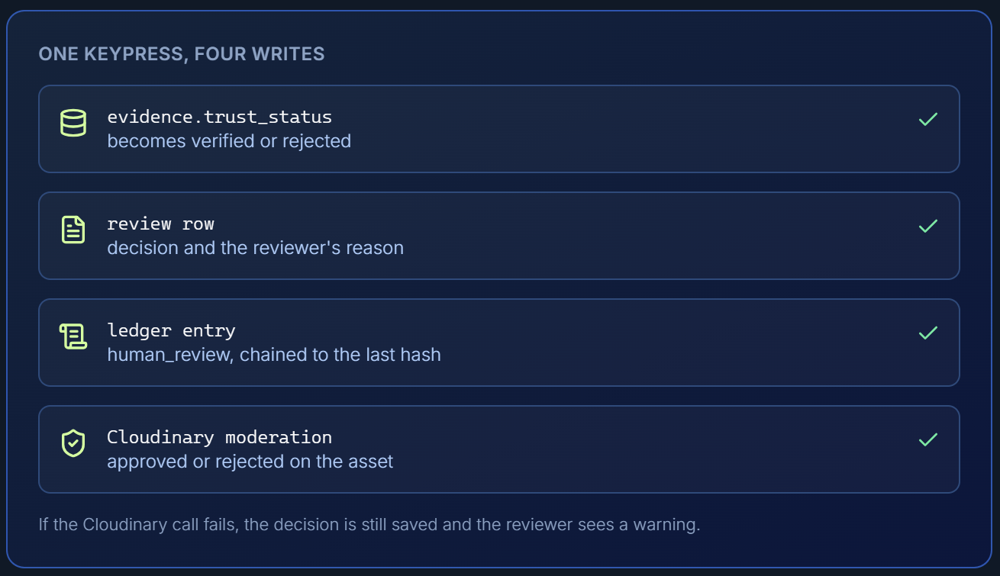 ONE KEYPRESS, FOUR WRITES
evidence.trust_status
becomes verified or rejected
review row
decision and the reviewer's reason
ledger entry
human_review, chained to the last hash
Cloudinary moderation
approved or rejected on the asset
If the Cloudinary call fails, the decision is still saved and the reviewer sees a warning.